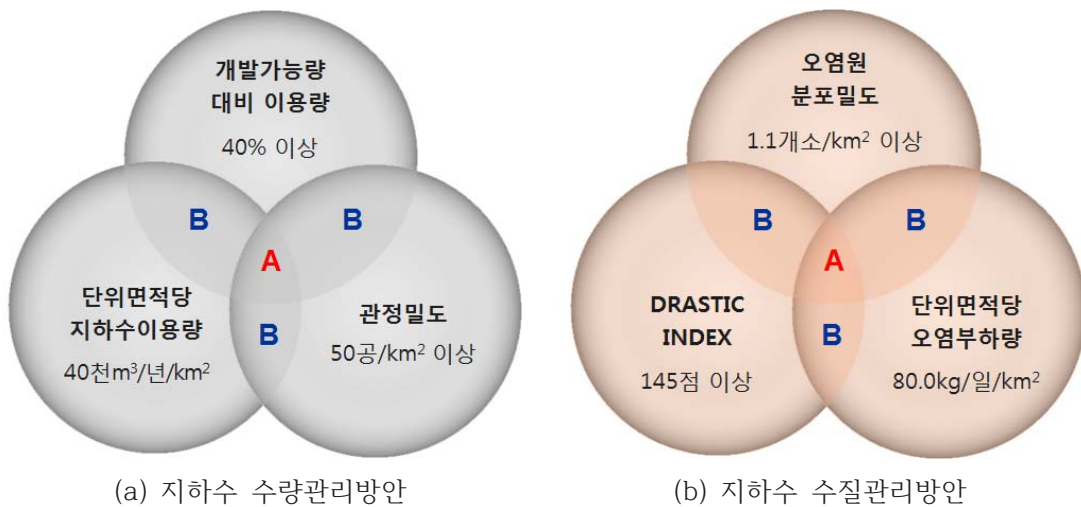 개발가능량
대비 이용량
40% 이상
B
B
A
단위면적당
지하수이용량
40천m³/년/km²
B
관정밀도
50공/km² 이상
(a) 지하수 수량관리방안
오염원
분포밀도
1.1개소/km² 이상
B
B
A
DRASTIC
INDEX
145점 이상
B
단위면적당
오염부하량
80.0kg/일/km²
(b) 지하수 수질관리방안